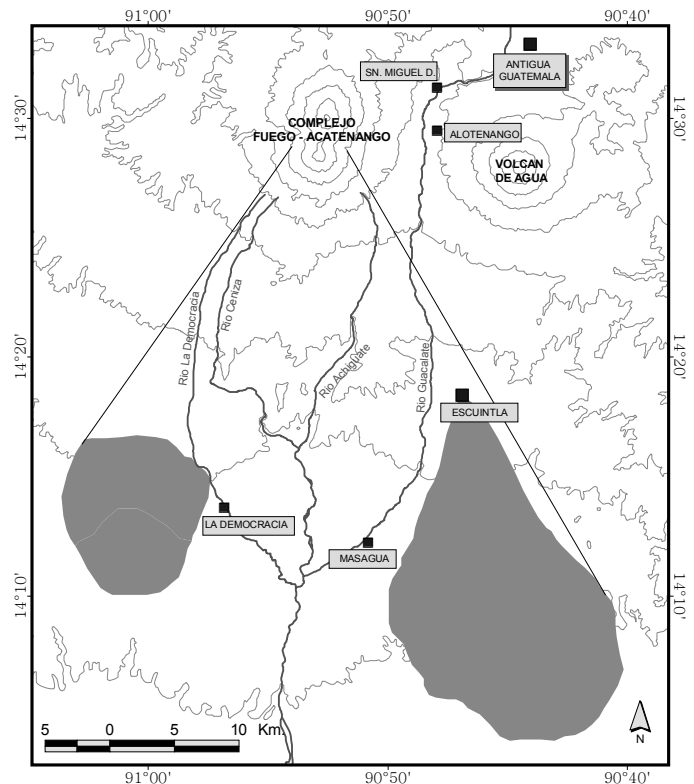 91°00'
90°50'
90°40'
SN. MIGUEL D.
ANTIGUA
GUATEMALA
14°30'
14°30'
COMPLEJO
FUEGO - ACATENANGO
ALOTENANGO
VOLCAN
DE AGUA
Rio La Democracia
Rio Ceniza
Rio Achiguate
Rio Guacalate
14°20'
14°20'
ESCUINTLA
LA DEMOCRACIA
MASAGUA
14°10'
14°10'
5 0 5 10 Km.
N
91°00'
90°50'
90°40'